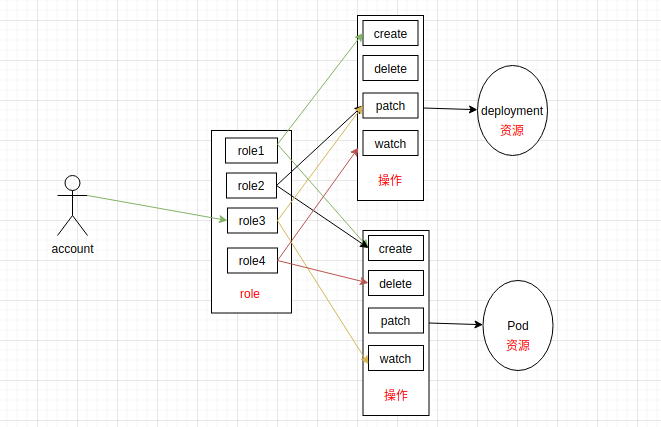 create
delete
patch
watch
操作
deployment
资源
role1
role2
role3
role4
role
account
create
delete
patch
watch
操作
Pod
资源